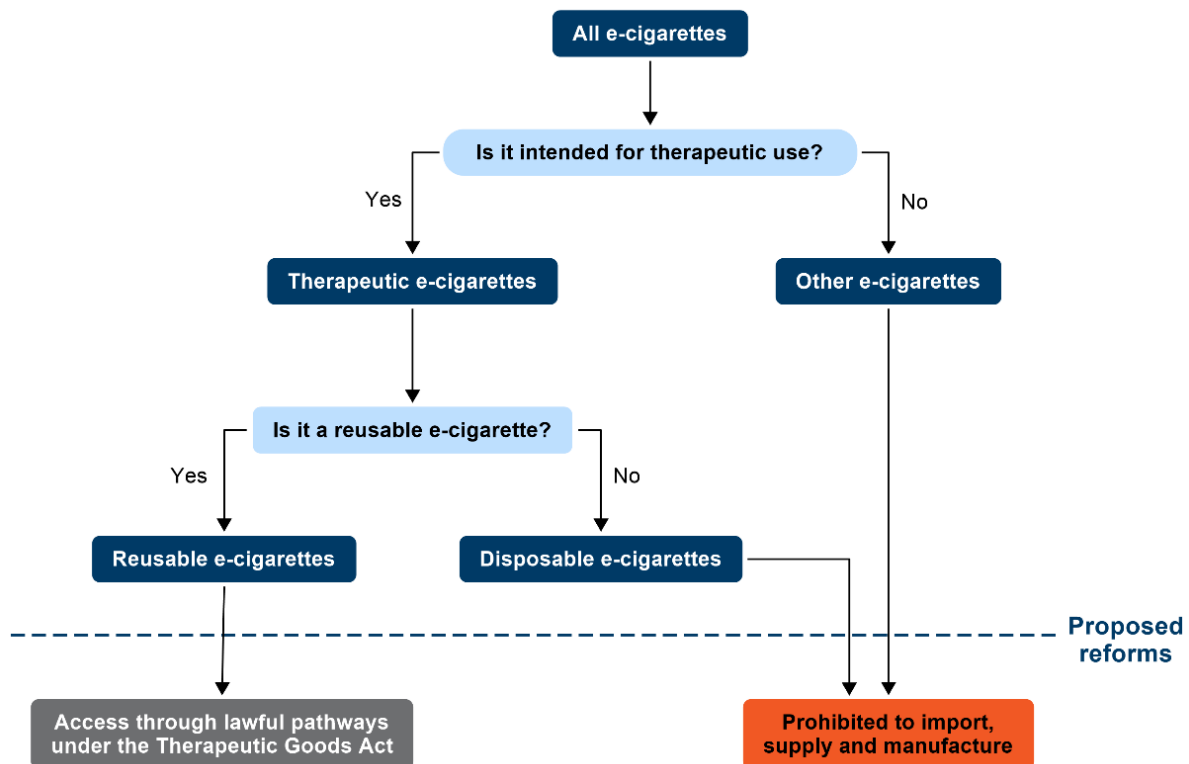 All e-cigarettes
Is it intended for therapeutic use?
Yes
No
Therapeutic e-cigarettes
Other e-cigarettes
Is it a reusable e-cigarette?
Yes
No
Reusable e-cigarettes
Disposable e-cigarettes
Proposed
reforms
Access through lawful pathways
under the Therapeutic Goods Act
Prohibited to import,
supply and manufacture